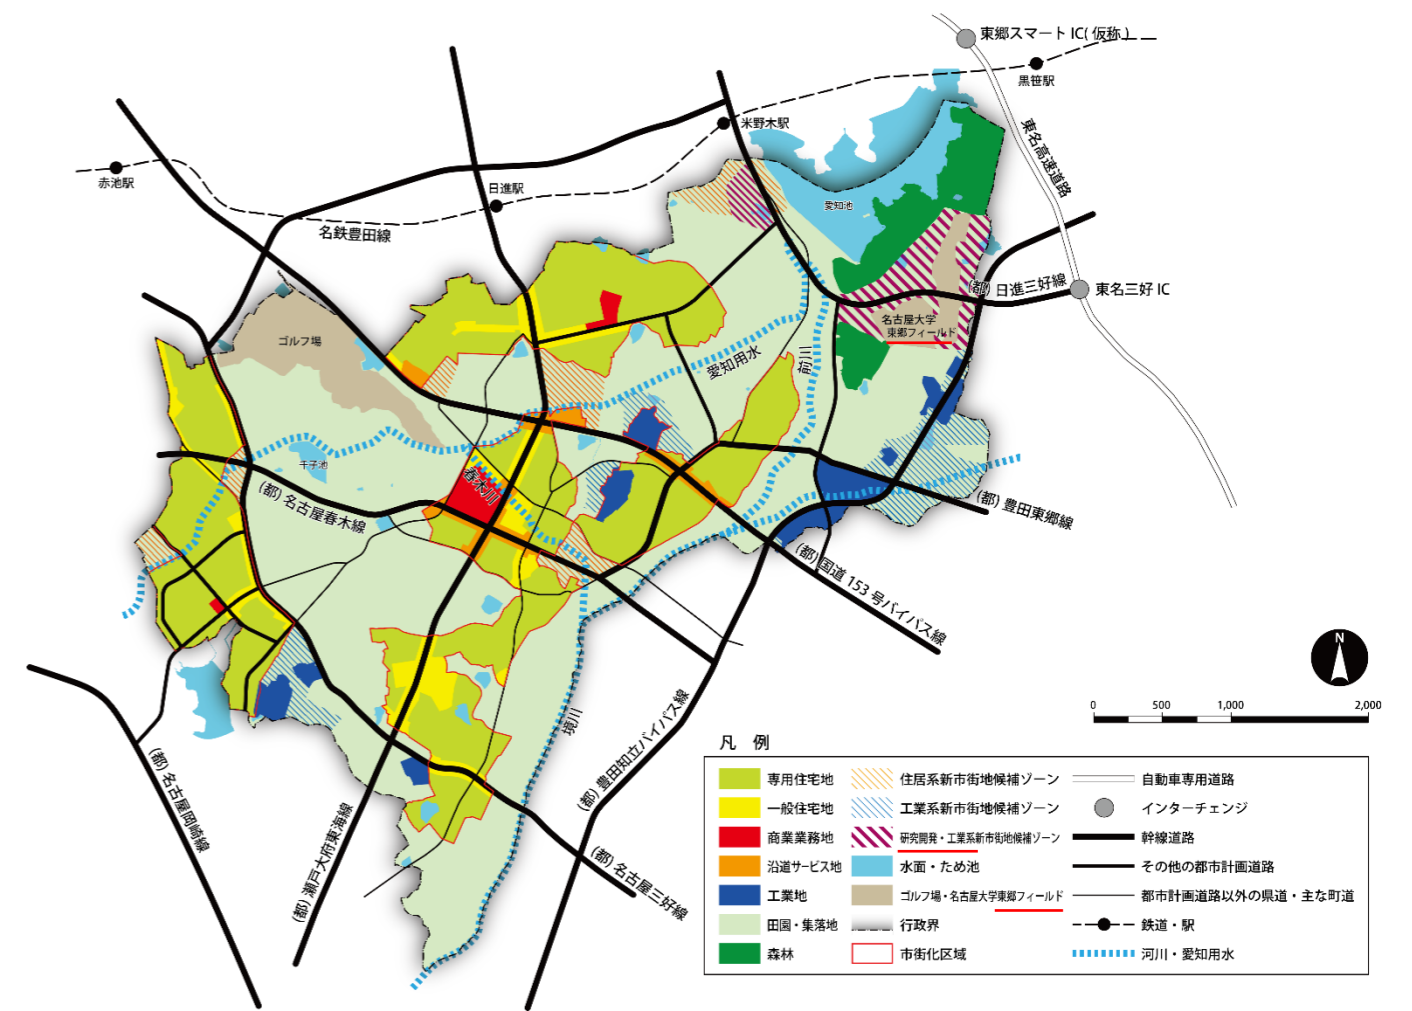 東郷スマートIC(仮称)
黒笹駅
米野木駅
東名高速道路
赤池駅
日進駅
愛知池
名鉄豊田線
(都) 日進三好線
東名三好 IC
名古屋大学
東郷フィールド
ゴルフ場
愛知用水
前川
千子池
春木川
(都) 名古屋春木線
(都) 豊田東郷線
(都) 国道 153 号バイパス線
N
境川
0 500 1,000 2,000
(都) 豊田知立バイパス線
(都) 名古屋岡崎線
(都) 瀬戸大府東海線
(都) 名古屋三好線
凡 例
専用住宅地
一般住宅地
商業業務地
沿道サービス地
工業地
田園・集落地
森林
住居系新市街地候補ゾーン
工業系新市街地候補ゾーン
研究開発・工業系新市街地候補ゾーン
水面・ため池
ゴルフ場・名古屋大学東郷フィールド
行政界
市街化区域
自動車専用道路
インターチェンジ
幹線道路
その他の都市計画道路
都市計画道路以外の県道・主な町道
鉄道・駅
河川・愛知用水